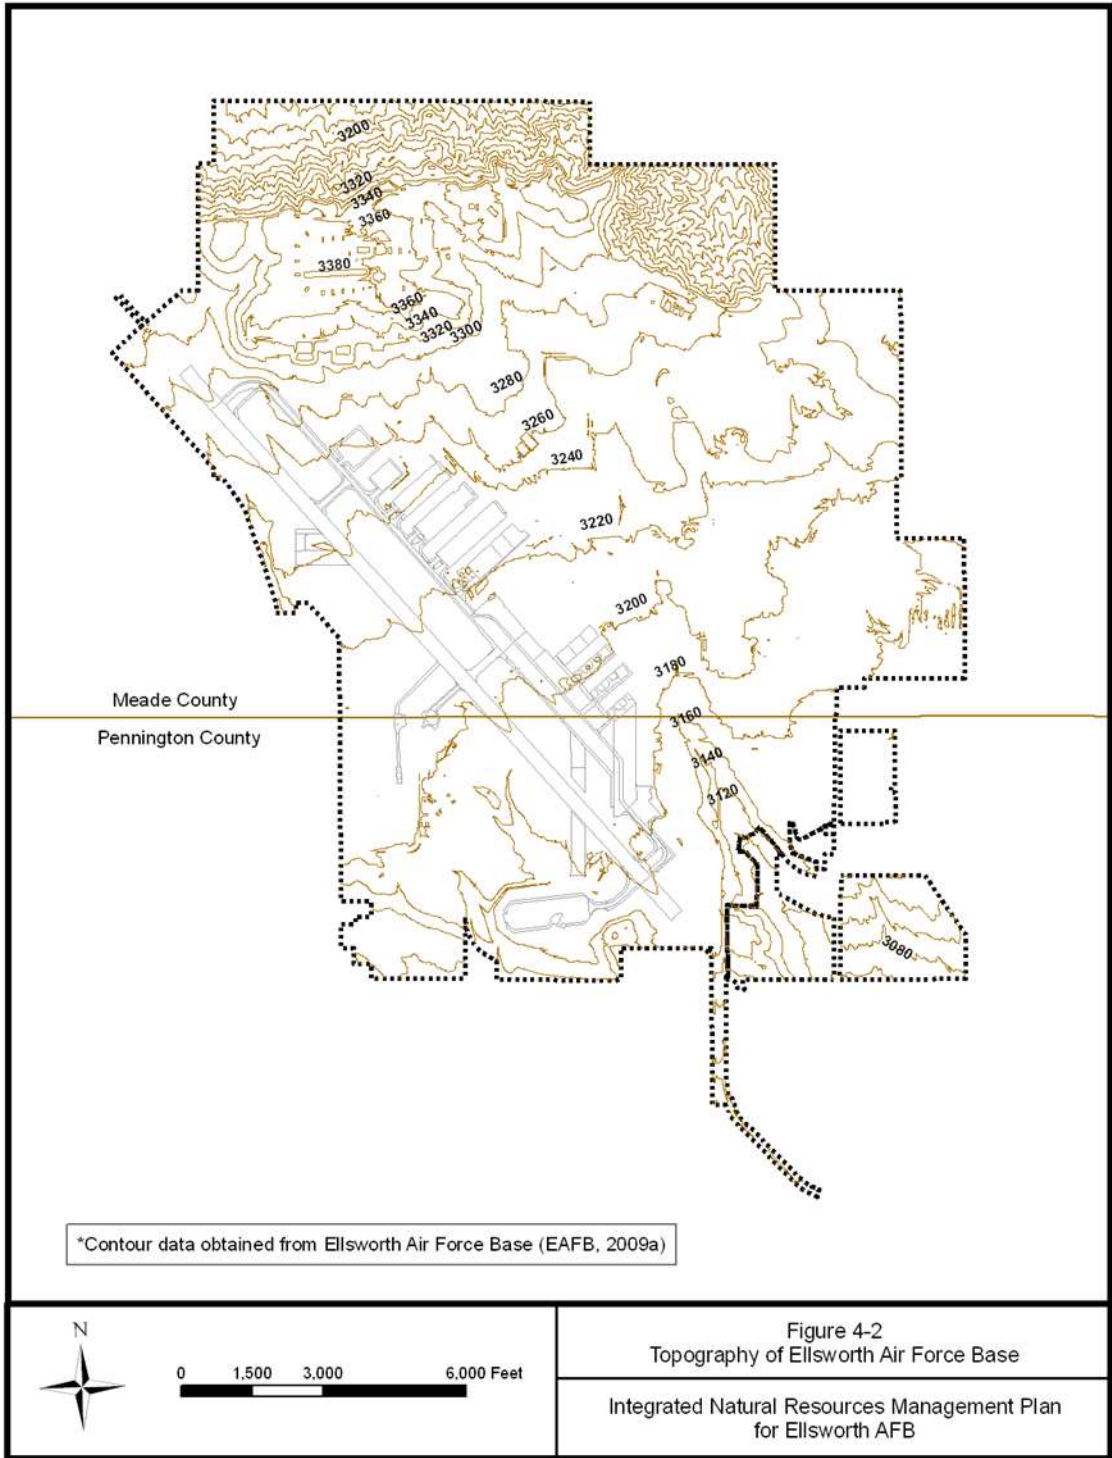 3200
3320
3340
3360
3380
3360
3340
3320
3300
3280
3260
3240
3220
3200
3180
Meade County
3160
Pennington County
3140
3120
3080
*Contour data obtained from Ellsworth Air Force Base (EAFB, 2009a)
N
0 1,500 3,000 6,000 Feet
Figure 4-2
Topography of Ellsworth Air Force Base
Integrated Natural Resources Management Plan
for Ellsworth AFB